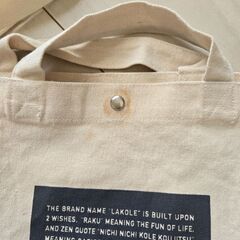 THE BRAND NAME "LAKOLE" IS BUILT UPON
2 WISHES. "RAKU" MEANING THE FUN OF LIFE.
AND ZEN QUOTE "NICHI NICHI KOLE KOUJITSU"
MEANING